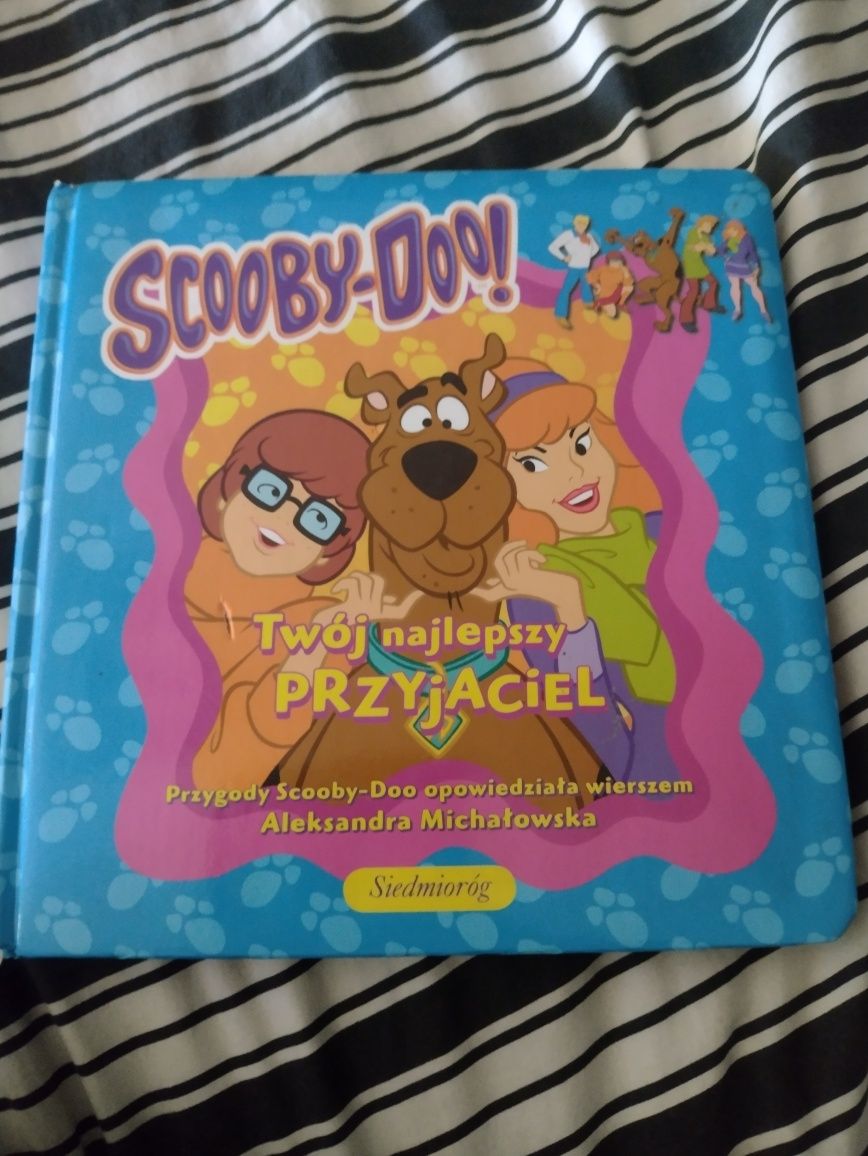 SCOOBY-DOO!
Twój najlepszy
PRZYjACiEL
Przygody Scooby-Doo opowiedziała wierszem
Aleksandra Michałowska
Siedmioróg